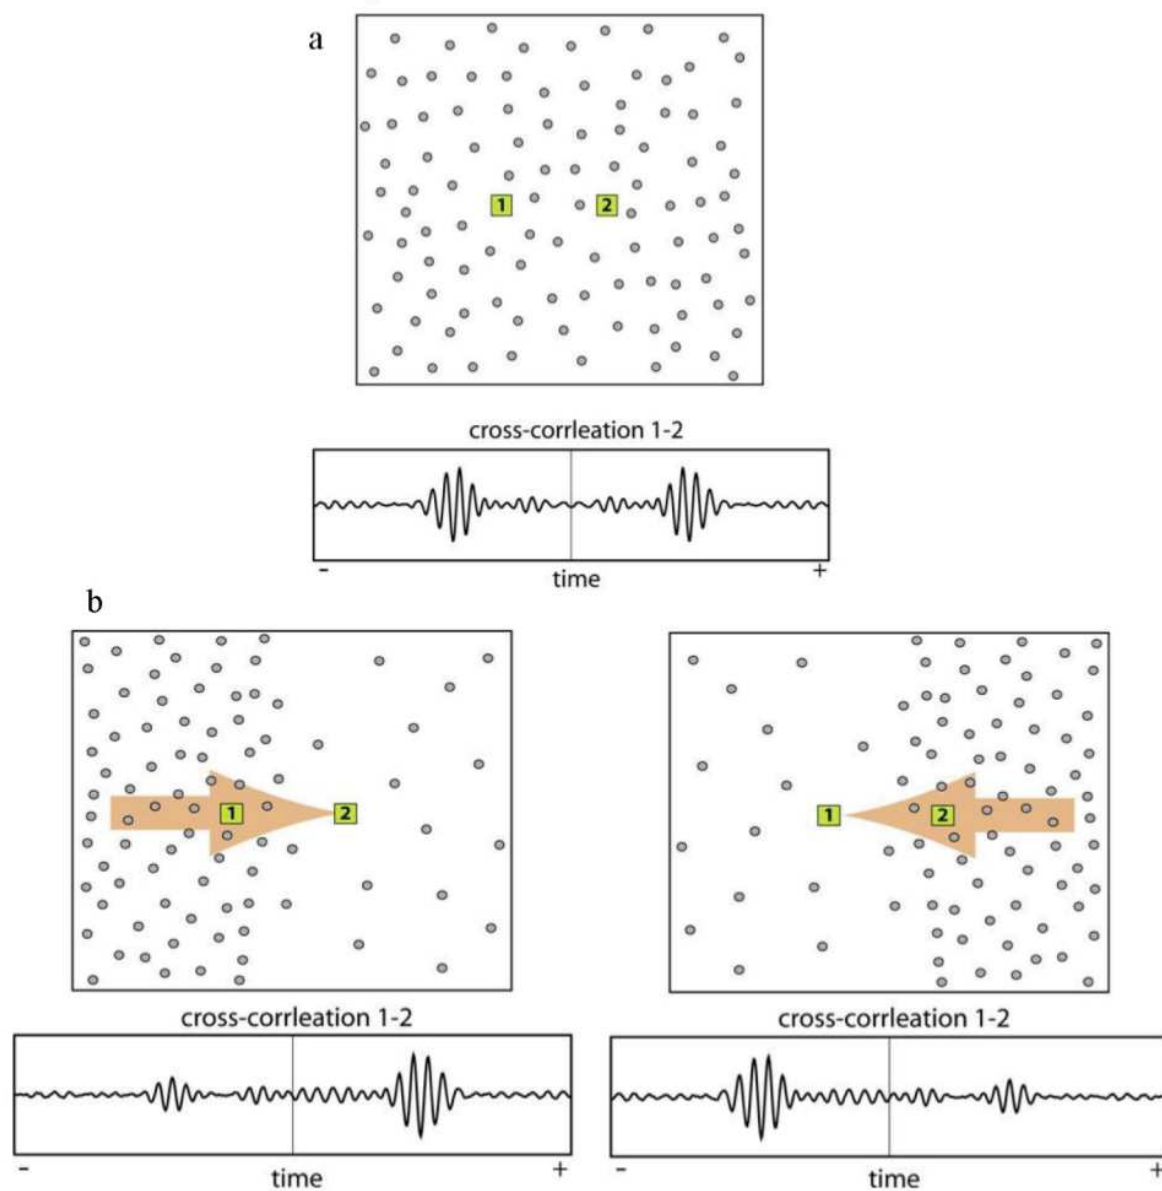 a
1
2
cross-corrleation 1-2
-
+
time
b
1
2
1
2
cross-corrleation 1-2
cross-corrleation 1-2
-
+
-
+
time
time